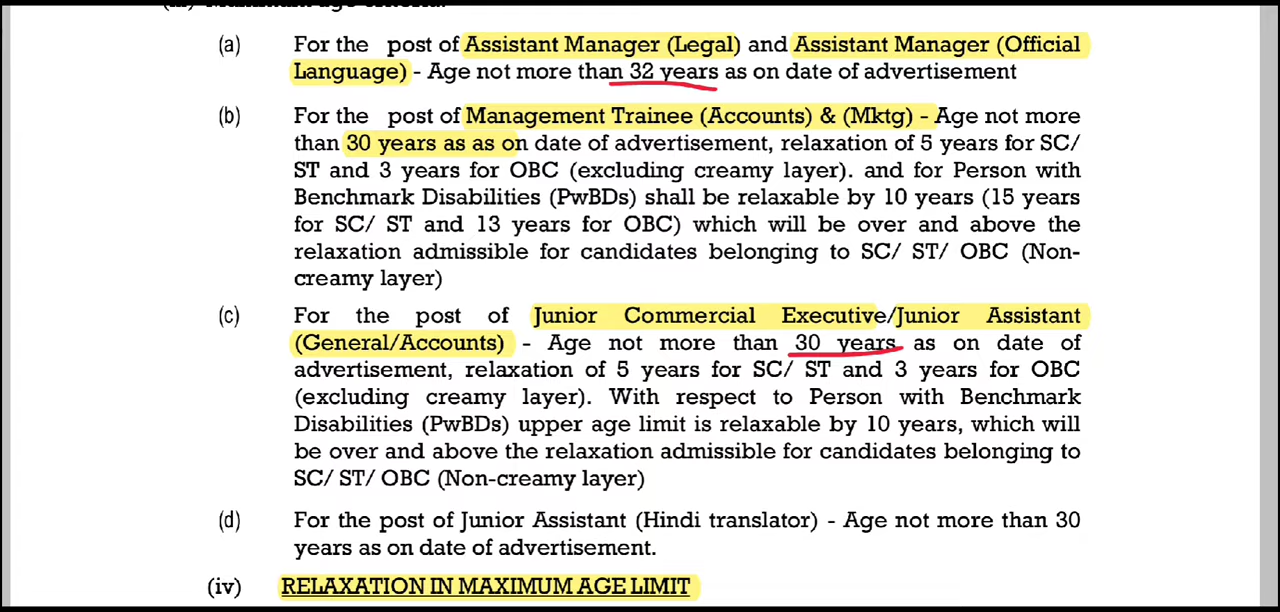 (a) For the post of Assistant Manager (Legal) and Assistant Manager (Official
Language) - Age not more than 32 years as on date of advertisement
(b) For the post of Management Trainee (Accounts) & (Mktg) - Age not more
than 30 years as as on date of advertisement, relaxation of 5 years for SC/
ST and 3 years for OBC (excluding creamy layer). and for Person with
Benchmark Disabilities (PwBDs) shall be relaxable by 10 years (15 years
for SC/ ST and 13 years for OBC) which will be over and above the
relaxation admissible for candidates belonging to SC/ ST/ OBC (Non-
creamy layer)
(c) For the post of Junior Commercial Executive/Junior Assistant
(General/Accounts) - Age not more than 30 years as on date of
advertisement, relaxation of 5 years for SC/ ST and 3 years for OBC
(excluding creamy layer). With respect to Person with Benchmark
Disabilities (PwBDs) upper age limit is relaxable by 10 years, which will
be over and above the relaxation admissible for candidates belonging to
SC/ ST/ OBC (Non-creamy layer)
(d) For the post of Junior Assistant (Hindi translator) - Age not more than 30
years as on date of advertisement.
(iv) RELAXATION IN MAXIMUM AGE LIMIT